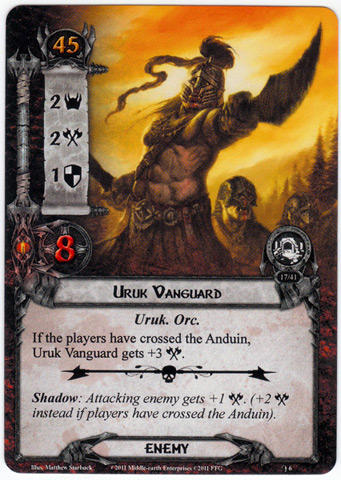 45
2
2
1
8
17/41
Uruk Vanguard
Uruk. Orc.
If the players have crossed the Anduin,
Uruk Vanguard gets +3 .
Shadow: Attacking enemy gets +1 . (+2
instead if players have crossed the Anduin).
ENEMY
Illus. Matthew Starbuck
©2011 Middle-earth Enterprises ©2011 FFG
6